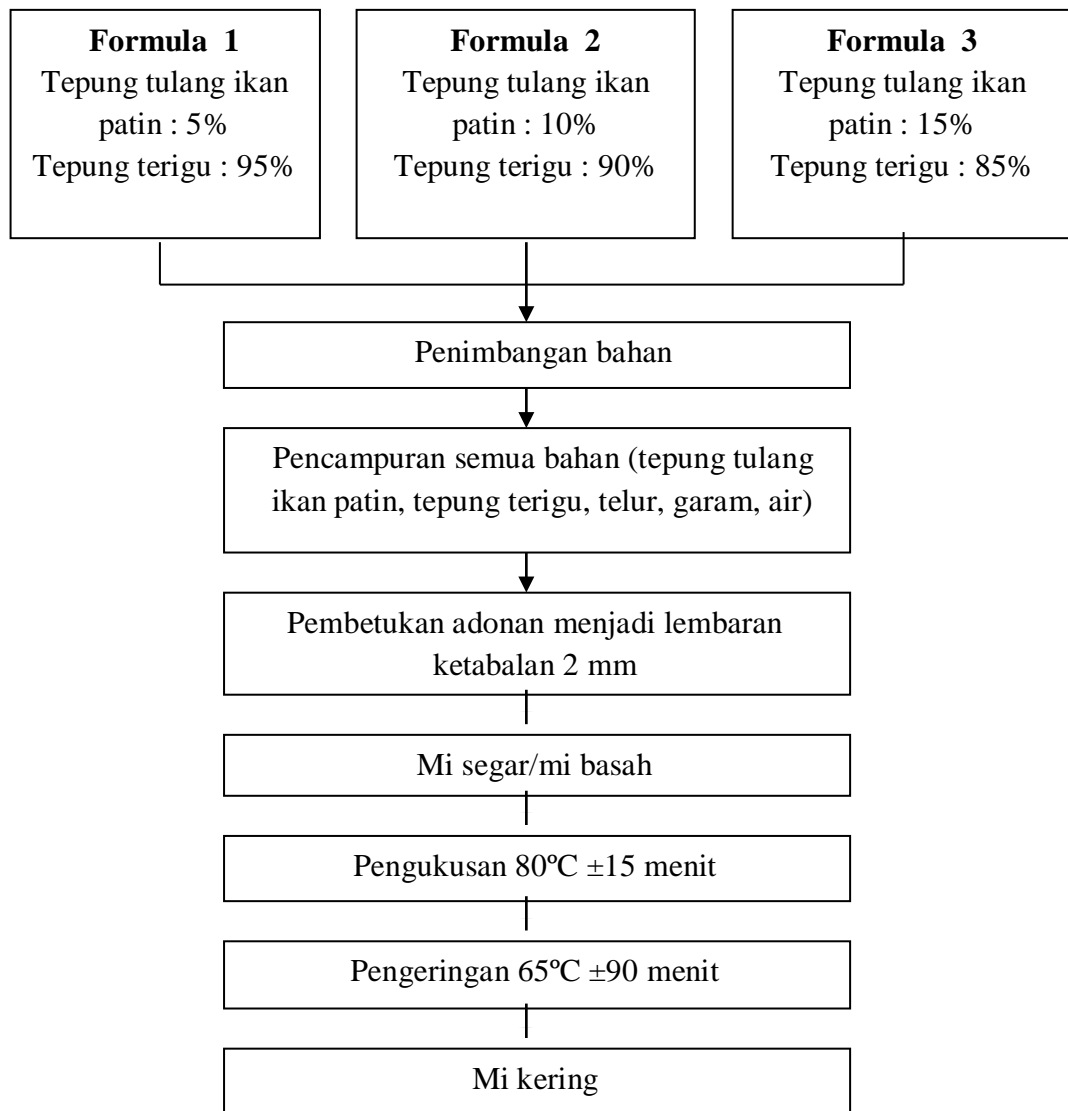 Formula 1
Tepung tulang ikan
patin : 5%
Tepung terigu : 95%
Formula 2
Tepung tulang ikan
patin : 10%
Tepung terigu : 90%
Formula 3
Tepung tulang ikan
patin : 15%
Tepung terigu : 85%
Penimbangan bahan
Pencampuran semua bahan (tepung tulang
ikan patin, tepung terigu, telur, garam, air)
Pembetukan adonan menjadi lembaran
ketabalan 2 mm
Mi segar/mi basah
Pengukusan 80ºC ±15 menit
Pengeringan 65ºC ±90 menit
Mi kering